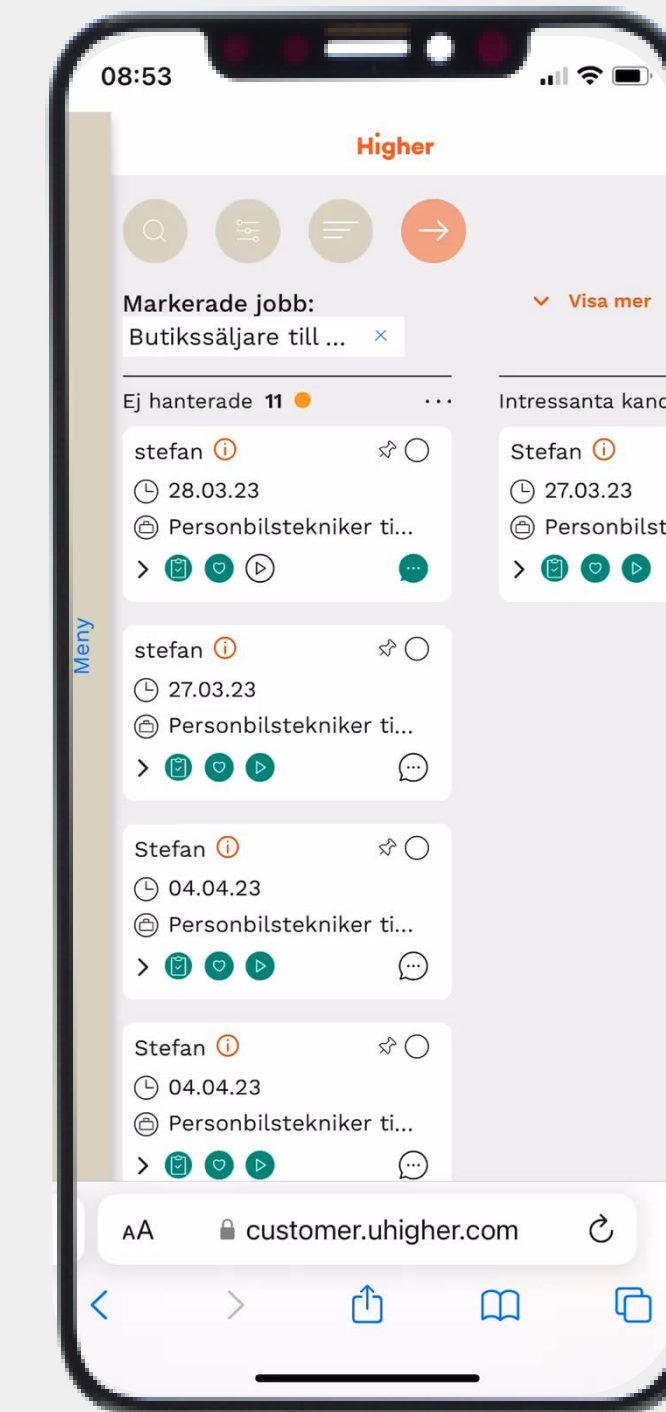 08:53
Higher
Markerade jobb:
Visa mer
Butikssäljare till ... ×
Ej hanterade 11 ...
stefan
28.03.23
Personbilstekniker ti...
stefan
27.03.23
Personbilstekniker ti...
Stefan
04.04.23
Personbilstekniker ti...
Stefan
04.04.23
Personbilstekniker ti...
Intressanta kand
Stefan
27.03.23
Personbilst
Meny
AA customer.uhigher.com